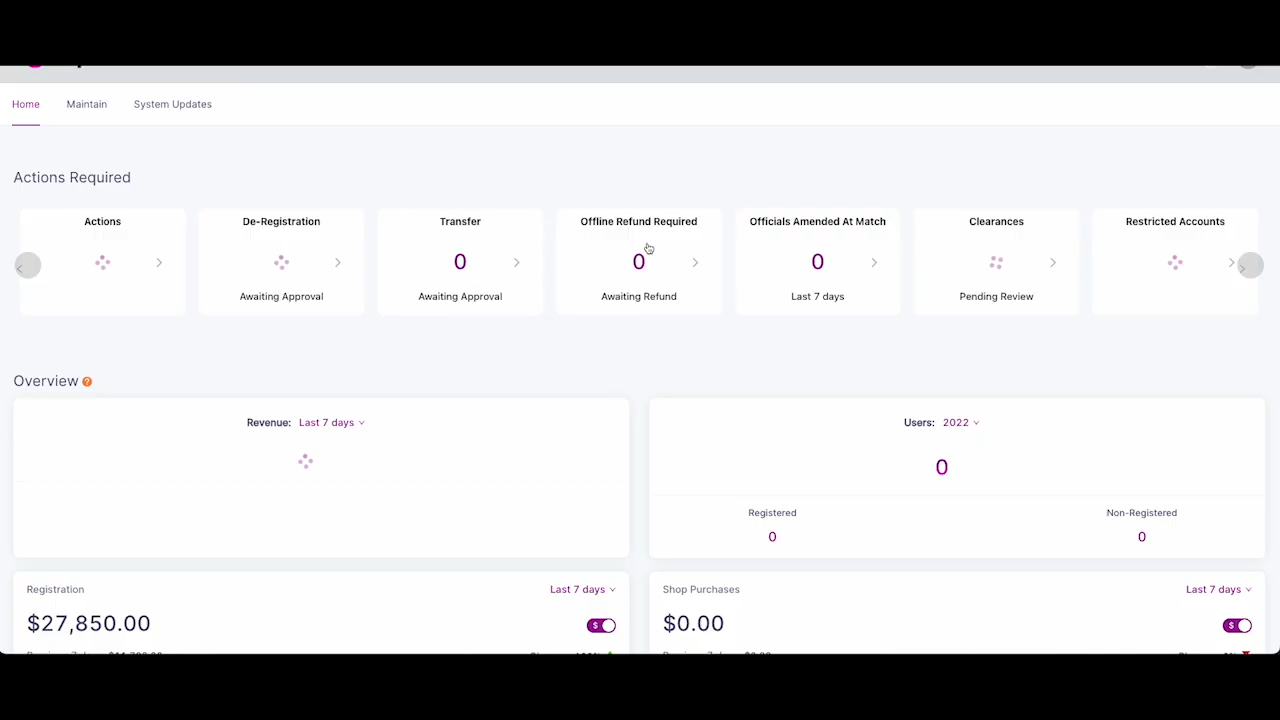 Home Maintain System Updates
Actions Required
Actions De-Registration Transfer Offline Refund Required Officials Amended At Match Clearances Restricted Accounts
0 0 0
Awaiting Approval Awaiting Approval Awaiting Refund Last 7 days Pending Review
Overview ?
Revenue: Last 7 days Users: 2022
0
Registered Non-Registered
0 0
Registration Last 7 days Shop Purchases Last 7 days
$27,850.00 $ $0.00 $